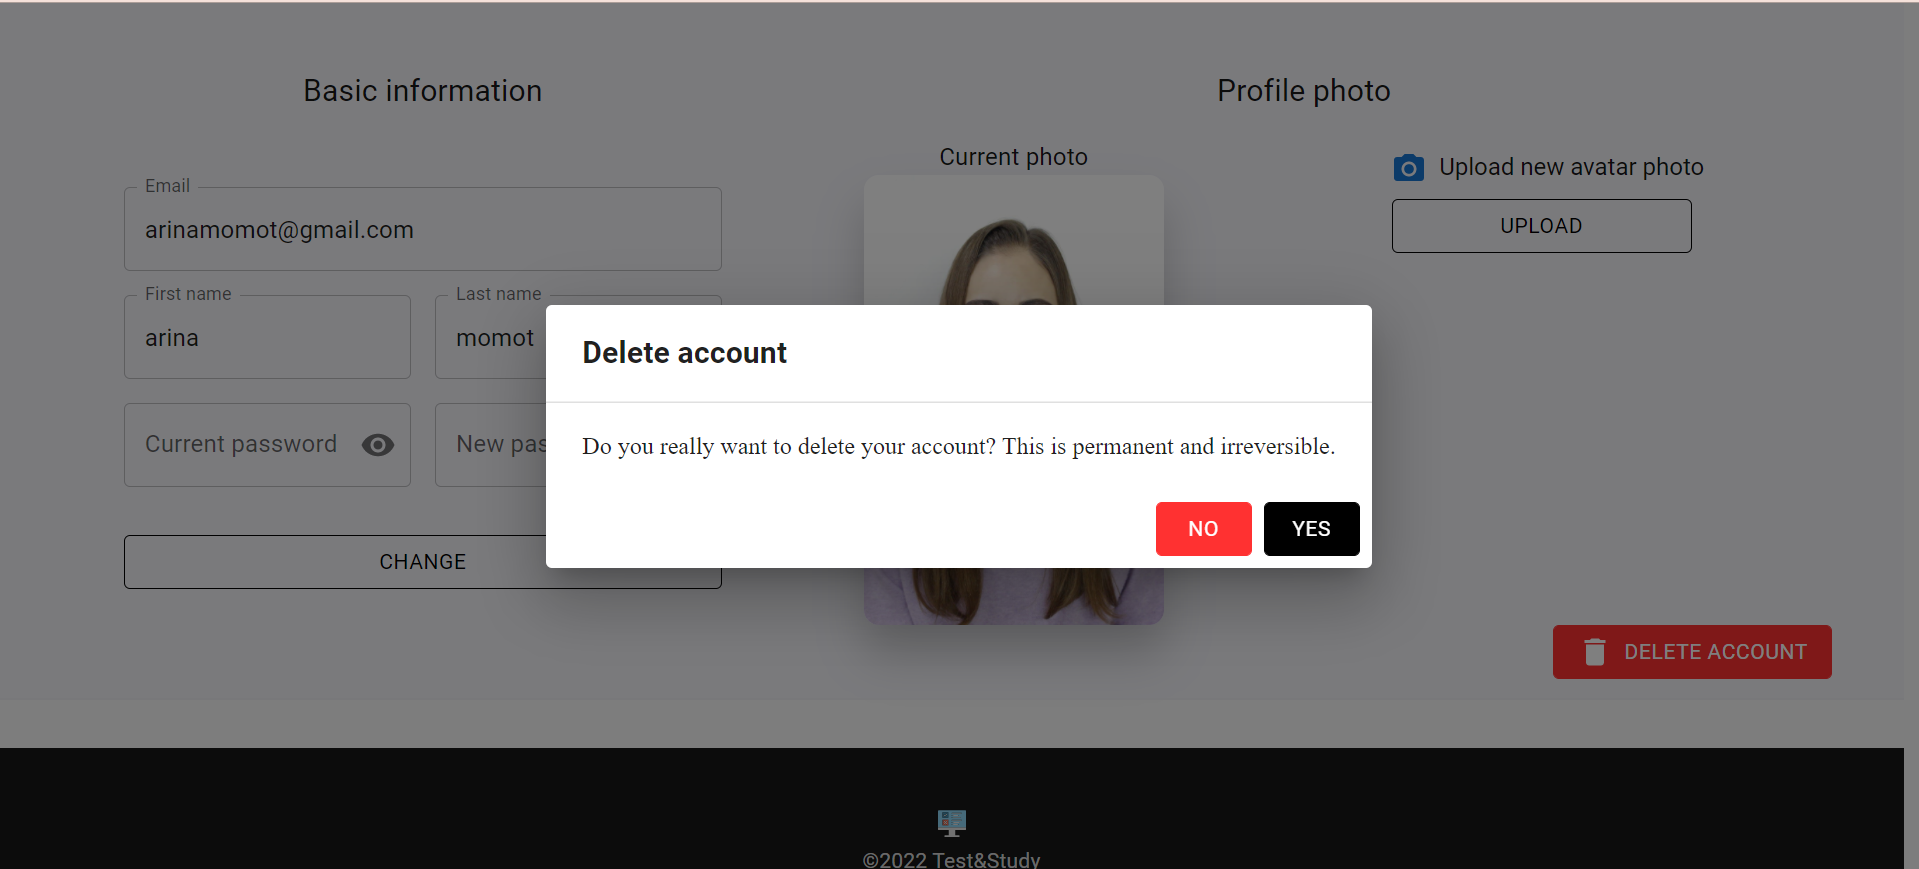 Basic information
Profile photo
Current photo
Upload new avatar photo
UPLOAD
Email
arinamomot@gmail.com
First name
arina
Last name
momot
Current password
New pas
CHANGE
Delete account
Do you really want to delete your account? This is permanent and irreversible.
NO
YES
DELETE ACCOUNT
©2022 Test&Study